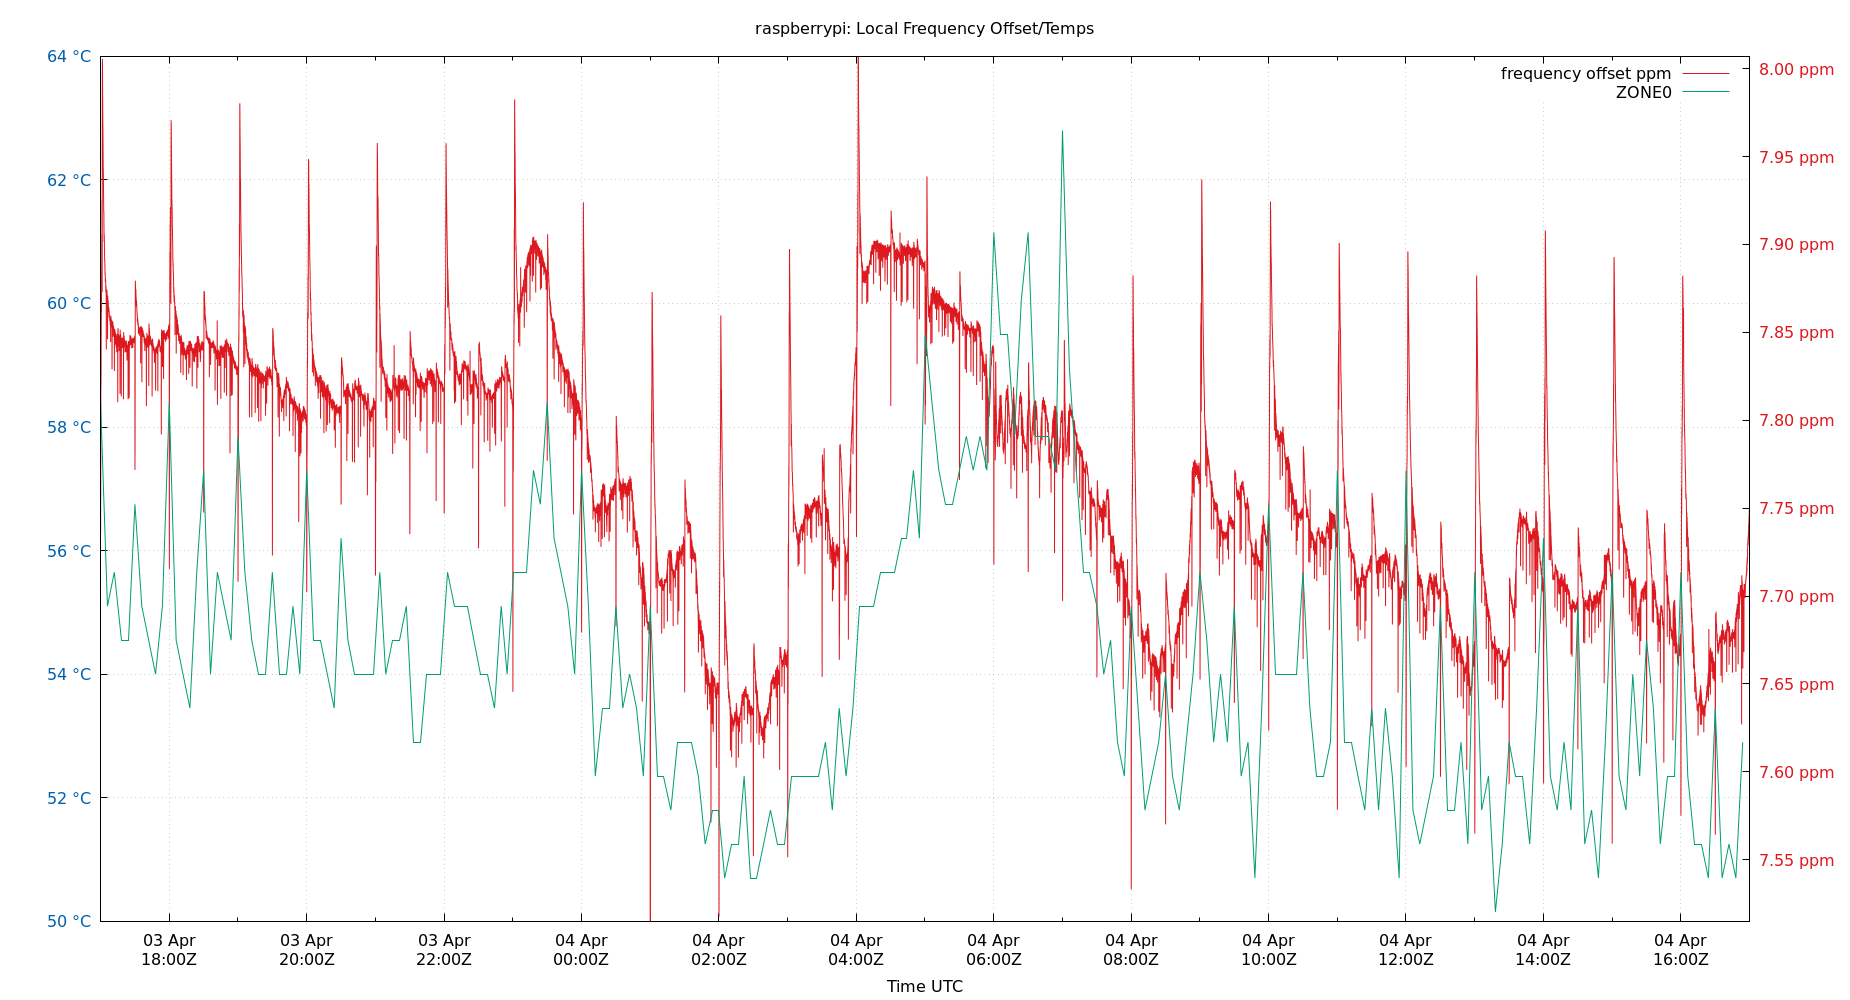 raspberrypi: Local Frequency Offset/Temps
frequency offset ppm
ZONE0
64 °C
62 °C
60 °C
58 °C
56 °C
54 °C
52 °C
50 °C
8.00 ppm
7.95 ppm
7.90 ppm
7.85 ppm
7.80 ppm
7.75 ppm
7.70 ppm
7.65 ppm
7.60 ppm
7.55 ppm
03 Apr
18:00Z
03 Apr
20:00Z
03 Apr
22:00Z
04 Apr
00:00Z
04 Apr
02:00Z
04 Apr
04:00Z
04 Apr
06:00Z
04 Apr
08:00Z
04 Apr
10:00Z
04 Apr
12:00Z
04 Apr
14:00Z
04 Apr
16:00Z
Time UTC